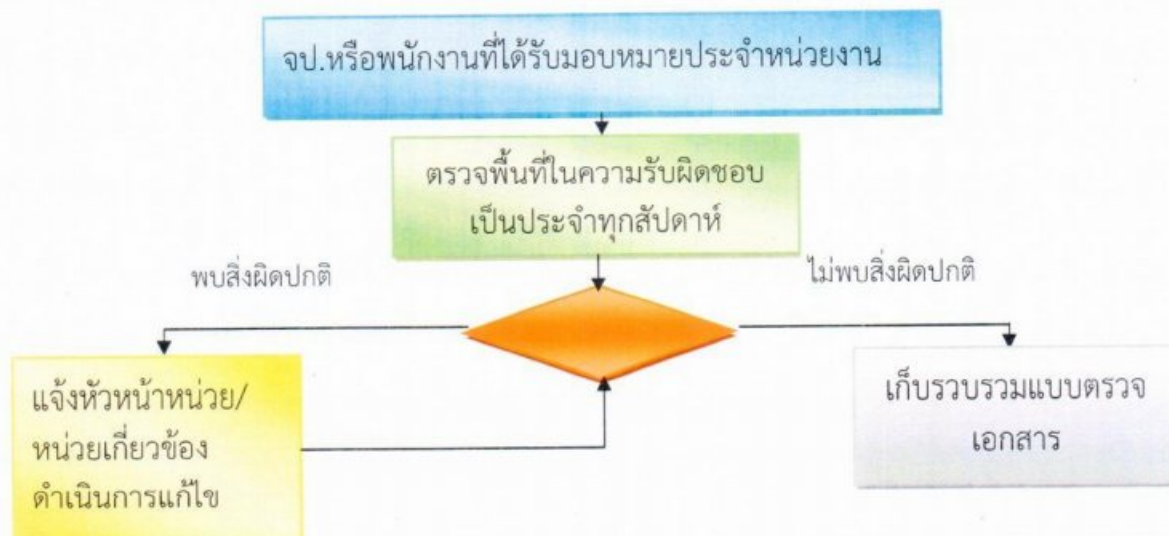 จป.หรือพนักงานที่ได้รับมอบหมายประจำหน่วยงาน
ตรวจพื้นที่ในความรับผิดชอบ
เป็นประจำทุกสัปดาห์
พบสิ่งผิดปกติ
ไม่พบสิ่งผิดปกติ
แจ้งหัวหน้าหน่วย/
หน่วยเกี่ยวข้อง
ดำเนินการแก้ไข
เก็บรวบรวมแบบตรวจ
เอกสาร